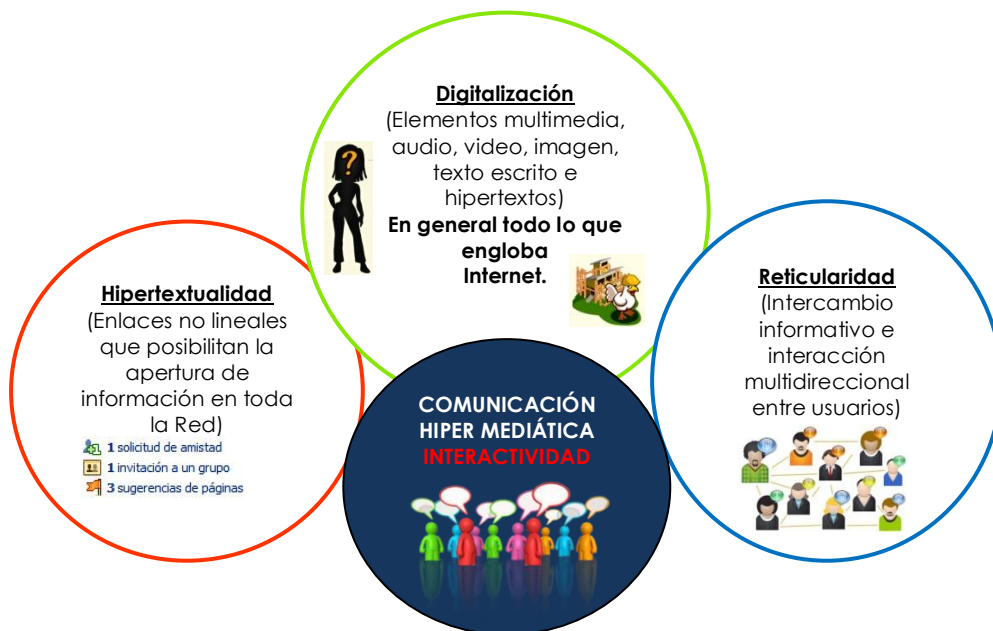 Digitalización
(Elementos multimedia,
audio, video, imagen,
texto escrito e
hipertextos)
En general todo lo que
engloba
Internet.
?
Hipertextualidad
(Enlaces no lineales
que posibilitan la
apertura de
información en toda
la Red)
1 solicitud de amistad
1 invitación a un grupo
3 sugerencias de páginas
COMUNICACIÓN
HIPER MEDIÁTICA
INTERACTIVIDAD
Reticularidad
(Intercambio
informativo e
interacción
multidireccional
entre usuarios)